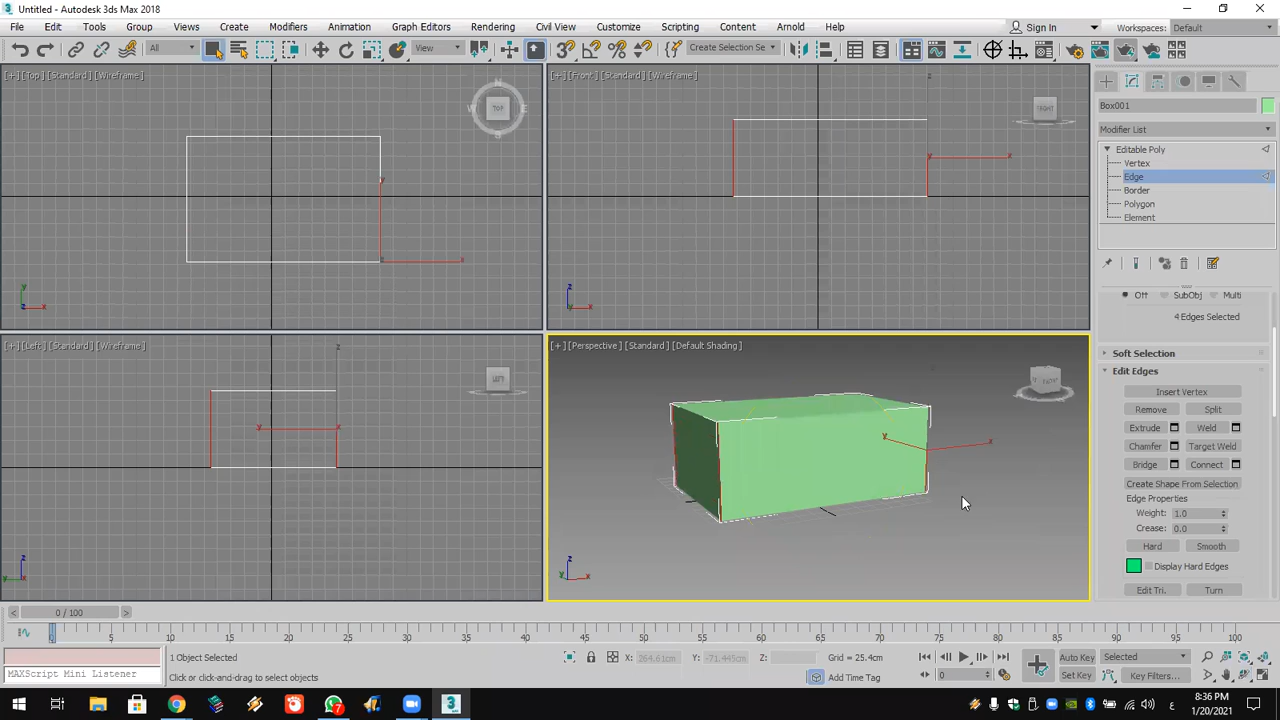 Untitled - Autodesk 3ds Max 2018
File Edit Tools Group Views Create Modifiers Animation Graph Editors Rendering Civil View Customize Scripting Content Arnold Help Sign In Workspaces: Default
All View Create Selection Se
[+] [Top] [Standard] [Wireframe]
N
W TOP E
y
x
y
z x
[+] [Front] [Standard] [Wireframe]
FRONT
y x
z
x
[+] [Left] [Standard] [Wireframe]
LEFT
x
z
y
[+] [Perspective] [Standard] [Default Shading]
FRONT
y x
z
y x
Box001
Modifier List
Editable Poly
Vertex
Edge
Border
Polygon
Element
Off SubObj Multi
4 Edges Selected
Soft Selection
Edit Edges
Insert Vertex
Remove Split
Extrude Weld
Chamfer Target Weld
Bridge Connect
Create Shape From Selection
Edge Properties
Weight: 1.0
Crease: 0.0
Hard Smooth
Display Hard Edges
Edit Tri. Turn
< 0 / 100 >
5 10 15 20 25 30 35 40 45 50 55 60 65 70 75 80 85 90 95 100
1 Object Selected X: 264.61cm Y: -71.445cm Z: Grid = 25.4cm Auto Key Selected
MAXScript Mini Listener Click or click-and-drag to select objects Add Time Tag 0 Set Key Key Filters...
3
8:36 PM
1/20/2021